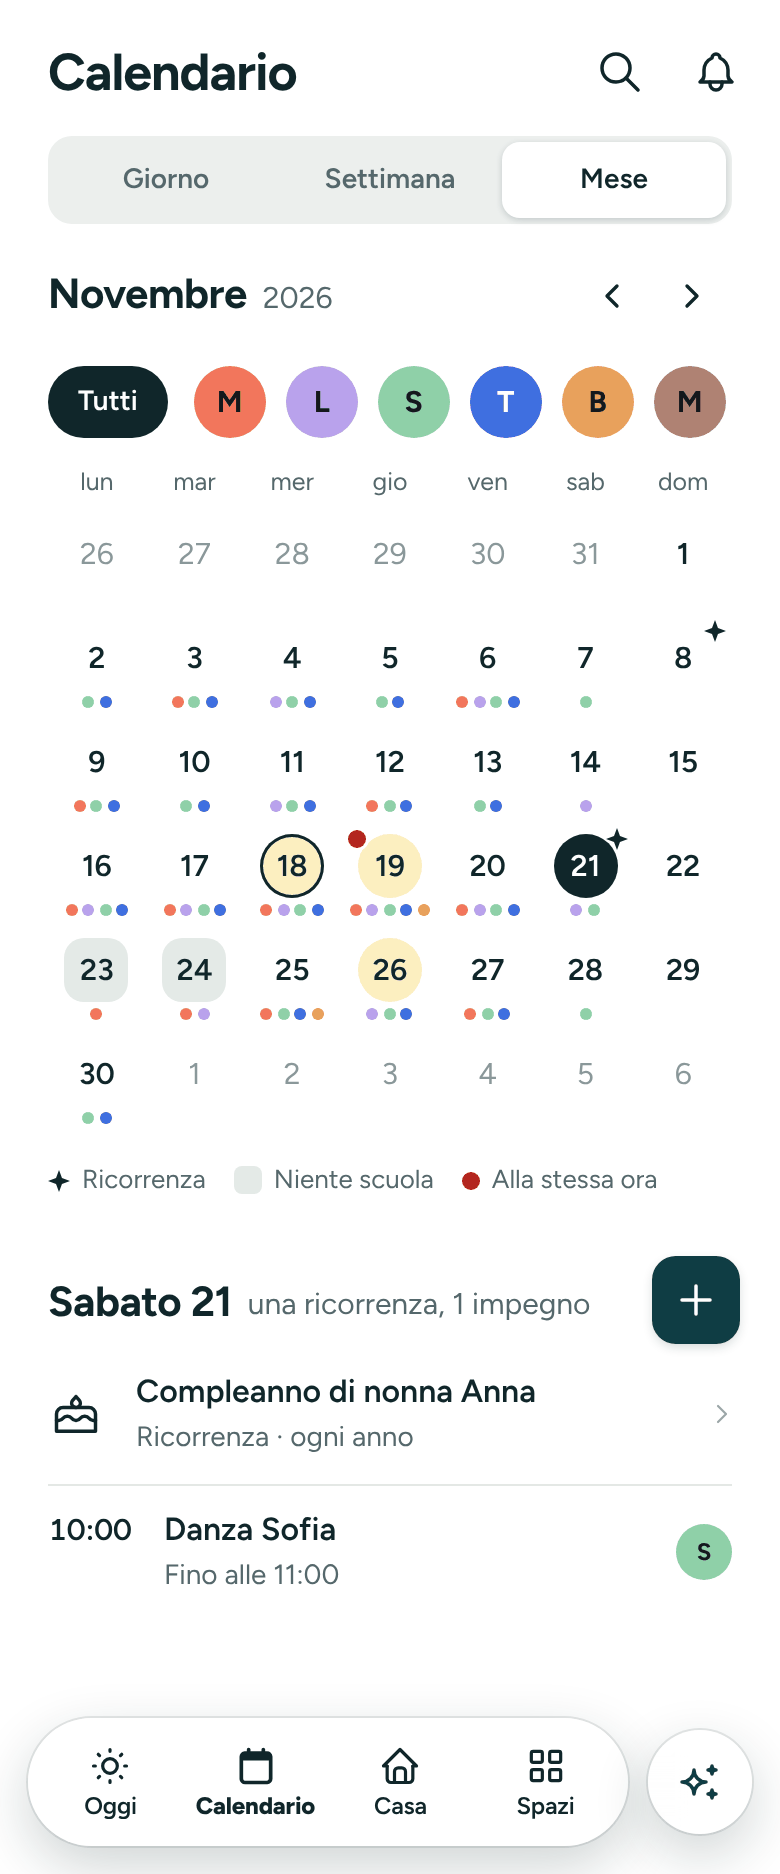 Calendario
Giorno Settimana Mese
Novembre 2026
Tutti M L S T B M
lun mar mer gio ven sab dom
26 27 28 29 30 31 1
2 3 4 5 6 7 8
9 10 11 12 13 14 15
16 17 18 19 20 21 22
23 24 25 26 27 28 29
30 1 2 3 4 5 6
Ricorrenza Niente scuola Alla stessa ora
Sabato 21 una ricorrenza, 1 impegno
Compleanno di nonna Anna
Ricorrenza · ogni anno
10:00 Danza Sofia S
Fino alle 11:00
Oggi Calendario Casa Spazi